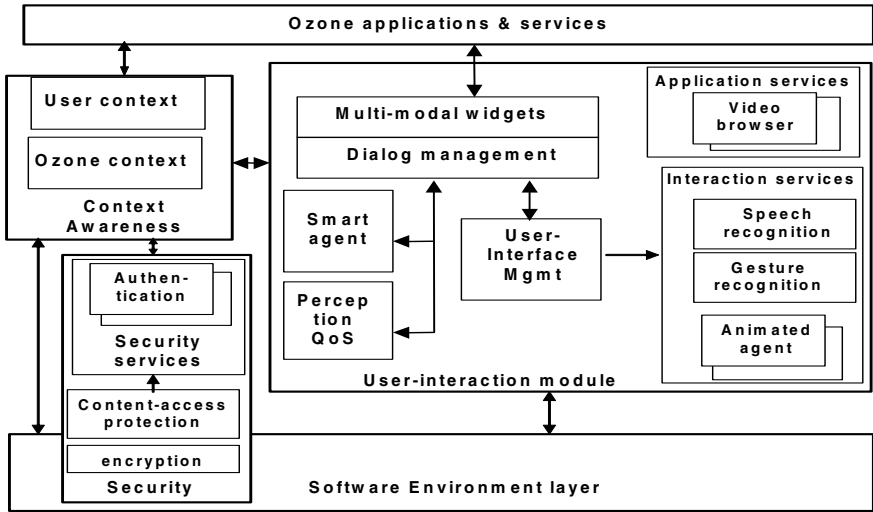 Ozone applications & services
User context
Ozone context
Context
Awareness
Multi-modal widgets
Dialog management
Smart
agent
Percep
tion
QoS
User-
Interface
Mgmt
Application services
Video
browser
Interaction services
Speech
recognition
Gesture
recognition
Animated
agent
User-interaction module
Authen-
tication
Security
services
Content-access
protection
encryption
Security
Software Environment layer